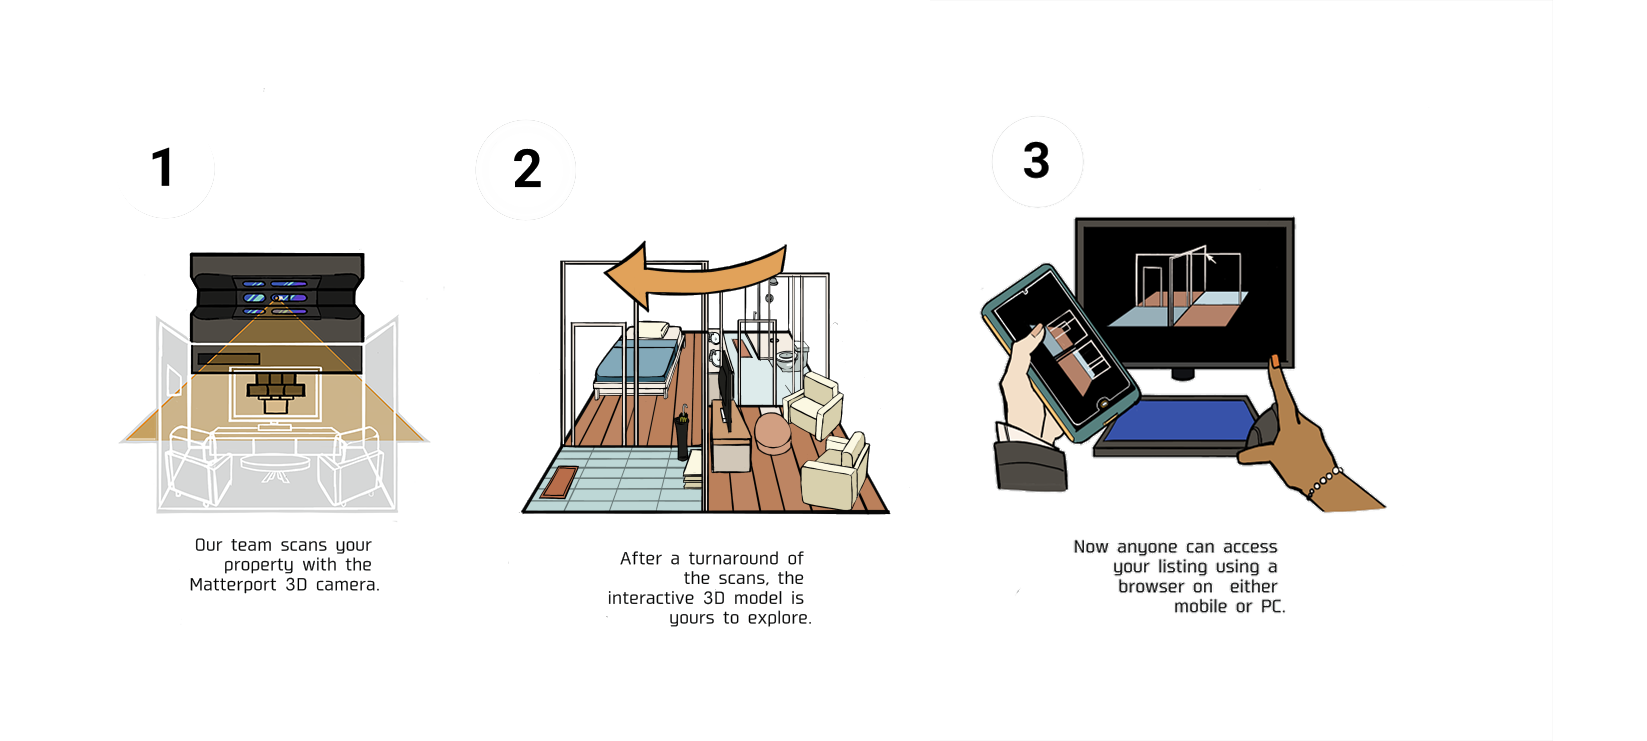 1
Our team scans your
property with the
Matterport 3D camera.
2
After a turnaround of
the scans, the
interactive 3D model is
yours to explore.
3
Now anyone can access
your listing using a
browser on either
mobile or PC.